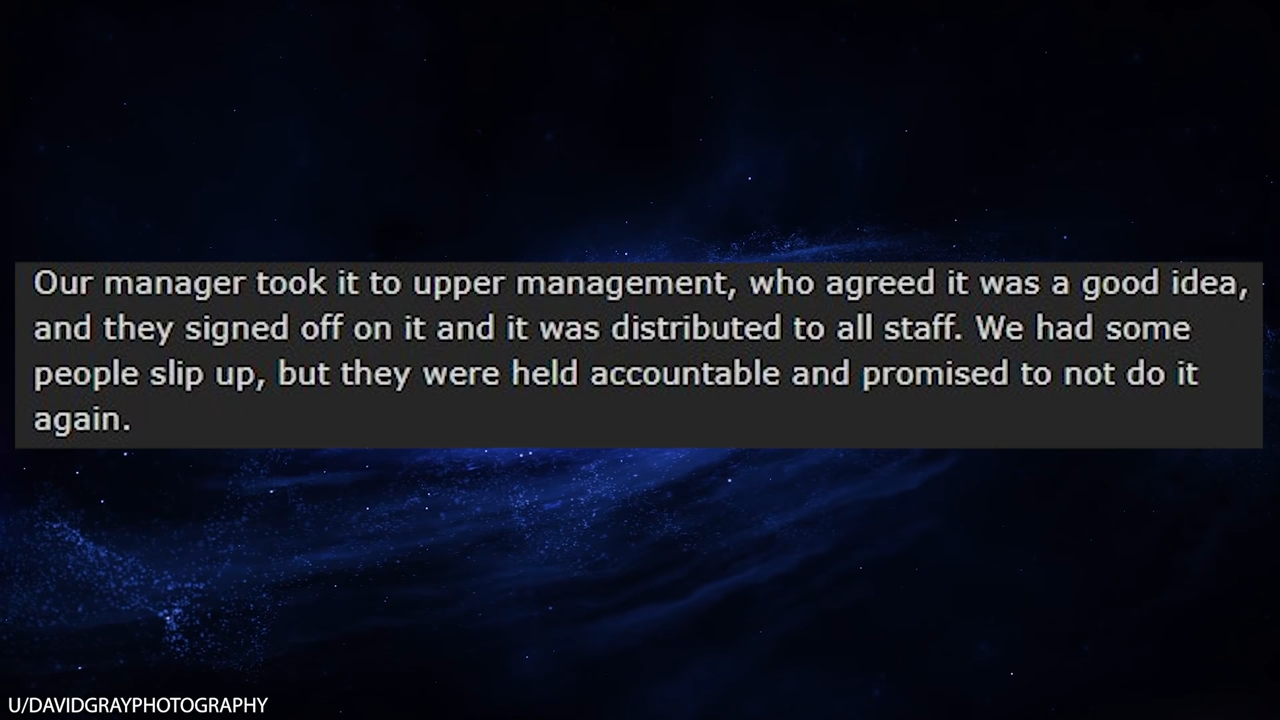 Our manager took it to upper management, who agreed it was a good idea,
and they signed off on it and it was distributed to all staff. We had some
people slip up, but they were held accountable and promised to not do it
again.
U/DAVIDGRAYPHOTOGRAPHY